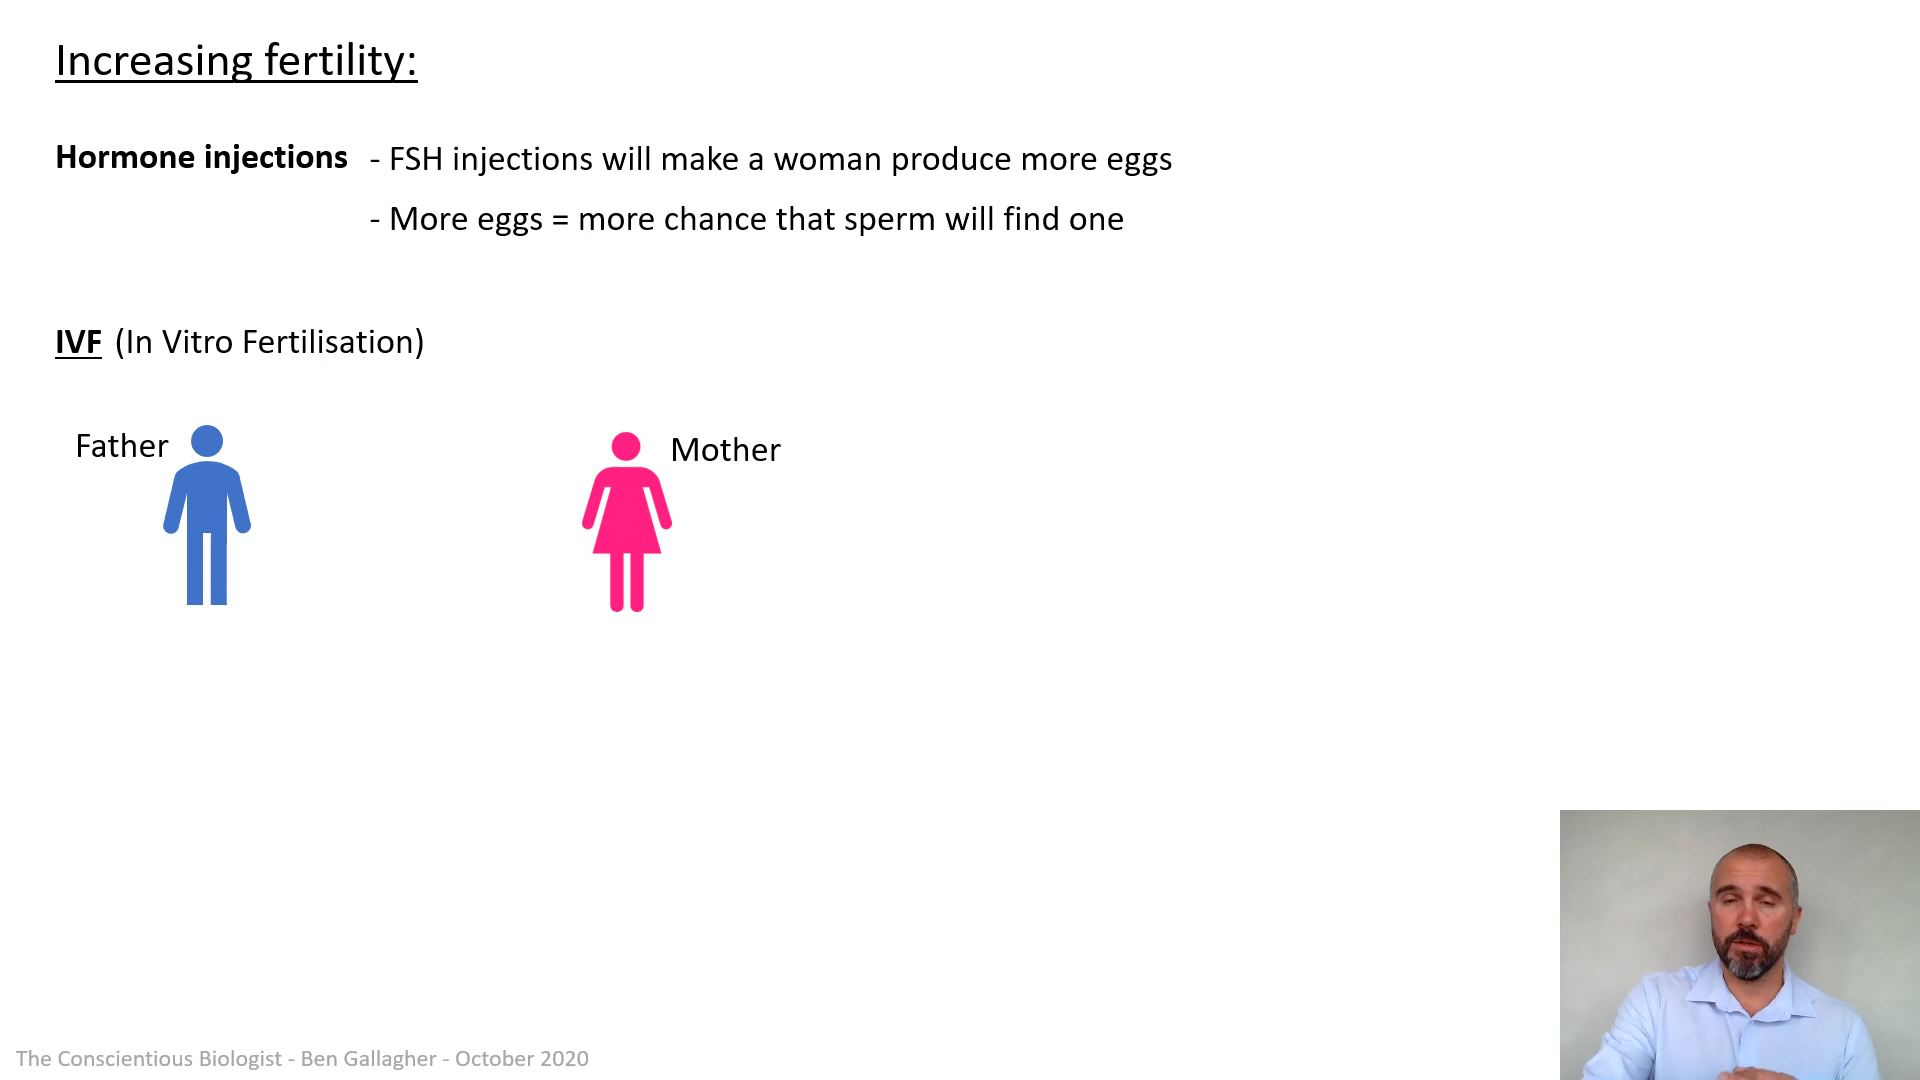 Increasing fertility:
Hormone injections - FSH injections will make a woman produce more eggs
- More eggs = more chance that sperm will find one
IVF (In Vitro Fertilisation)
Father
Mother
The Conscientious Biologist - Ben Gallagher - October 2020